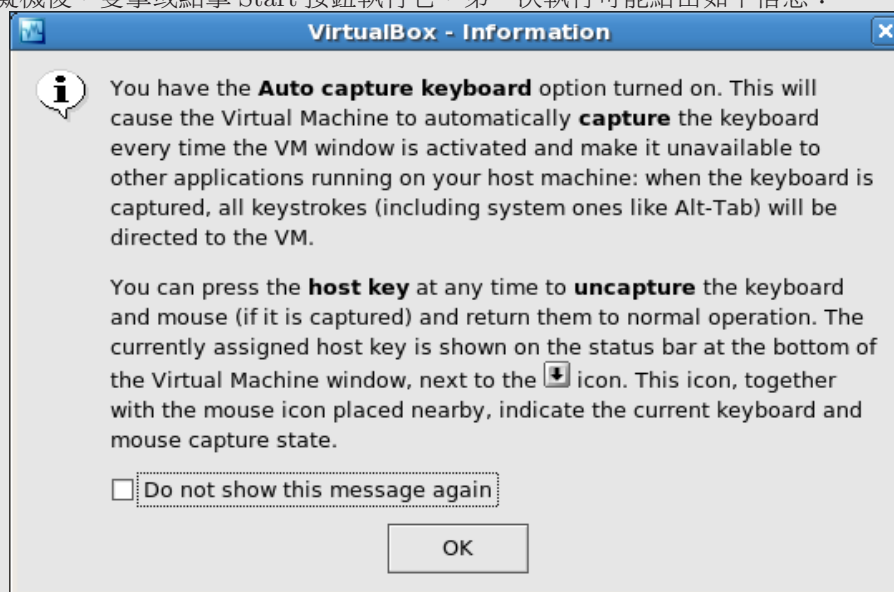 擬機後，雙擊或點擊 Start 按鈕執行它。第一次執行可能給出如下信息：
VirtualBox - Information
You have the Auto capture keyboard option turned on. This will
cause the Virtual Machine to automatically capture the keyboard
every time the VM window is activated and make it unavailable to
other applications running on your host machine: when the keyboard is
captured, all keystrokes (including system ones like Alt-Tab) will be
directed to the VM.
You can press the host key at any time to uncapture the keyboard
and mouse (if it is captured) and return them to normal operation. The
currently assigned host key is shown on the status bar at the bottom of
the Virtual Machine window, next to the icon. This icon, together
with the mouse icon placed nearby, indicate the current keyboard and
mouse capture state.
Do not show this message again
OK